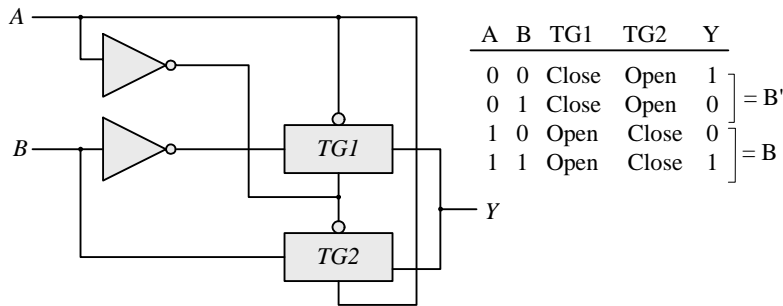 A
B
TG1
TG2
Y
A B TG1 TG2 Y
0 0 Close Open 1
0 1 Close Open 0
= B'
1 0 Open Close 0
1 1 Open Close 1
= B